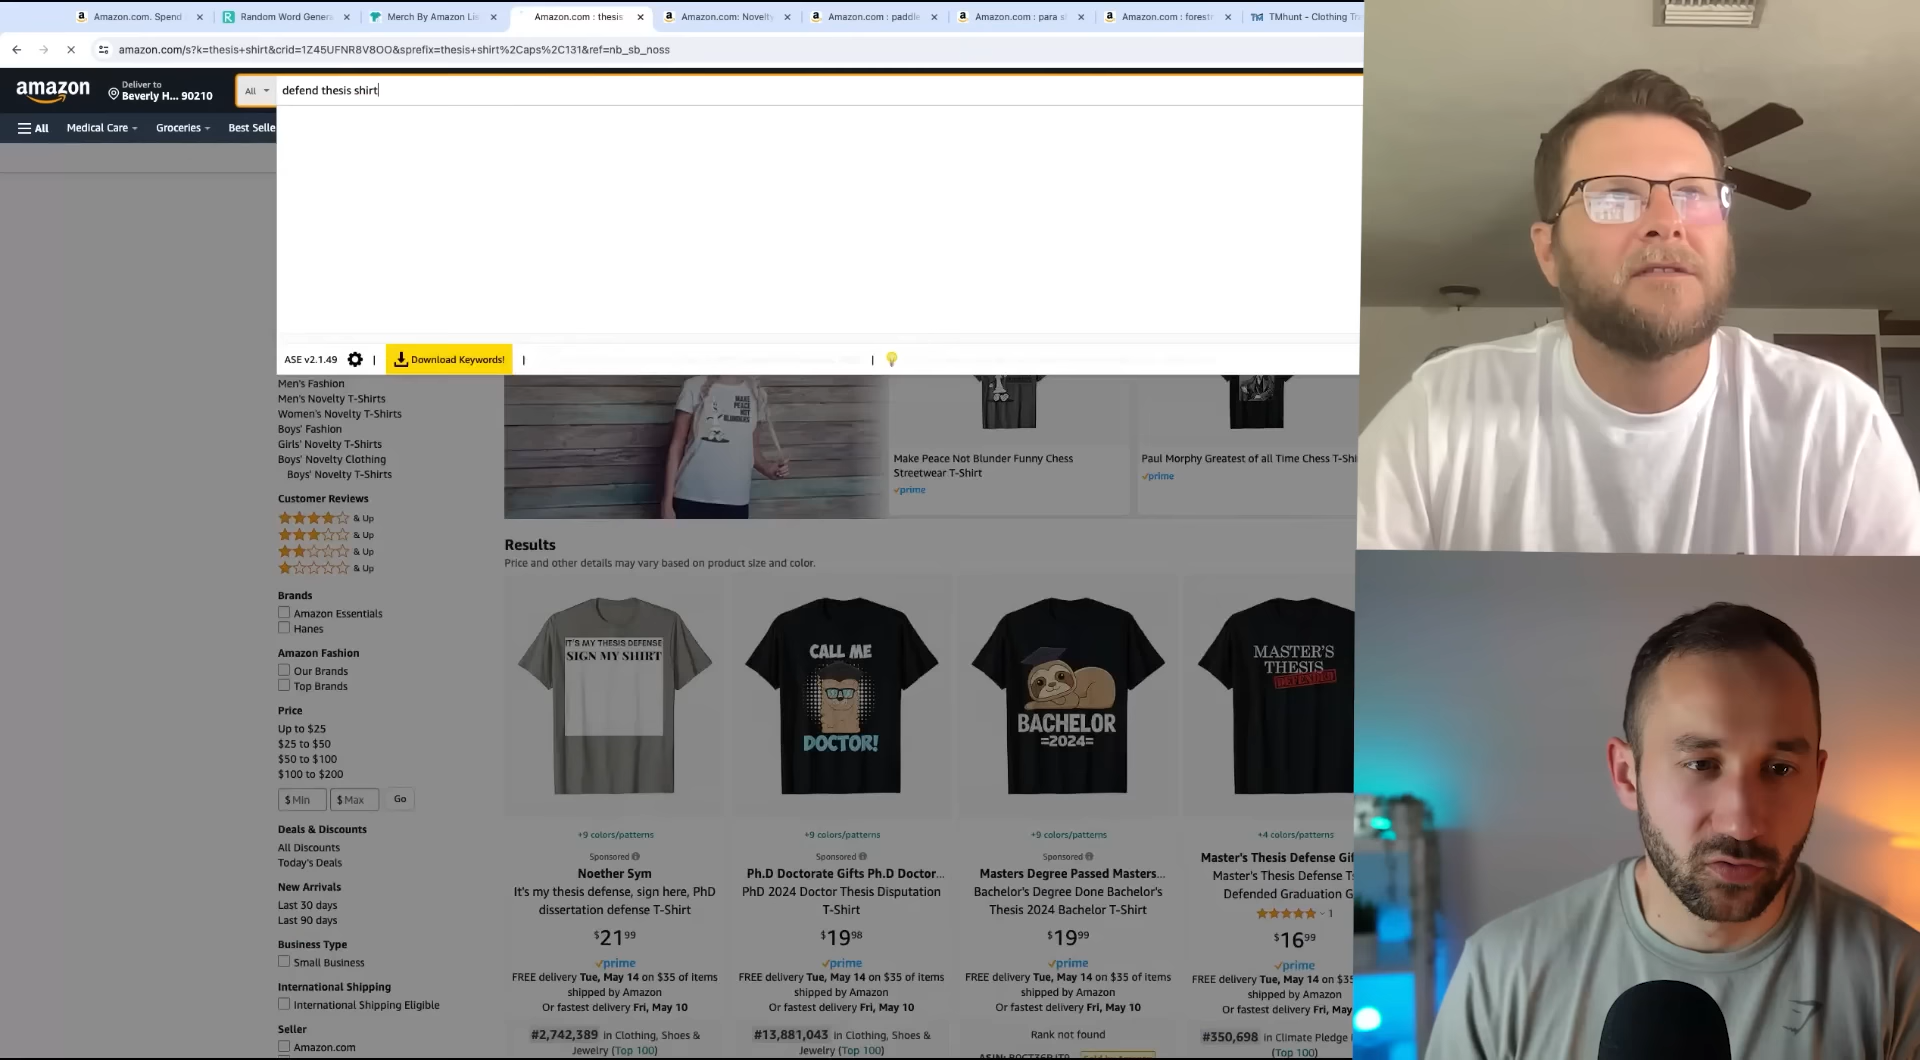 Amazon.com. Spend
Random Word Genera
Merch By Amazon Lis
Amazon.com : thesis
Amazon.com: Novelty
Amazon.com : paddle
Amazon.com : para s
Amazon.com : forestr
TMhunt - Clothing Tra
amazon.com/s?k=thesis+shirt&crid=1Z45UFNR8V8OO&sprefix=thesis+shirt%2Caps%2C131&ref=nb_sb_noss
amazon
Deliver to
Beverly H... 90210
All
defend thesis shirt
All
Medical Care
Groceries
Best Selle
ASE v2.1.49
|
Download Keywords!
|
|
Men's Fashion
Men's Novelty T-Shirts
Women's Novelty T-Shirts
Boys' Fashion
Girls' Novelty T-Shirts
Boys' Novelty Clothing
Boys' Novelty T-Shirts
Customer Reviews
& Up
& Up
& Up
& Up
Brands
Amazon Essentials
Hanes
Amazon Fashion
Our Brands
Top Brands
Price
Up to $25
$25 to $50
$50 to $100
$100 to $200
$ Min
$ Max
Go
Deals & Discounts
All Discounts
Today's Deals
New Arrivals
Last 30 days
Last 90 days
Business Type
Small Business
International Shipping
International Shipping Eligible
Seller
Amazon.com
MAKE
PEACE
NOT
BLUNDERS
Make Peace Not Blunder Funny Chess
Streetwear T-Shirt
prime
Paul Morphy Greatest of all Time Chess T-Shi
prime
Results
Price and other details may vary based on product size and color.
IT'S MY THESIS DEFENSE
SIGN MY SHIRT
+9 colors/patterns
Sponsored
Noether Sym
It's my thesis defense, sign here, PhD
dissertation defense T-Shirt
$21 99
prime
FREE delivery Tue, May 14 on $35 of items
shipped by Amazon
Or fastest delivery Fri, May 10
#2,742,389 in Clothing, Shoes &
Jewelry (Top 100)
CALL ME
DOCTOR!
+9 colors/patterns
Sponsored
Ph.D Doctorate Gifts Ph.D Doctor...
PhD 2024 Doctor Thesis Disputation
T-Shirt
$19 98
prime
FREE delivery Tue, May 14 on $35 of items
shipped by Amazon
Or fastest delivery Fri, May 10
#13,881,043 in Clothing, Shoes &
Jewelry (Top 100)
BACHELOR
=2024=
+9 colors/patterns
Sponsored
Masters Degree Passed Masters...
Bachelor's Degree Done Bachelor's
Thesis 2024 Bachelor T-Shirt
$19 99
prime
FREE delivery Tue, May 14 on $35 of items
shipped by Amazon
Or fastest delivery Fri, May 10
Rank not found
MASTER'S
THESIS
DEFENDED
+4 colors/patterns
Master's Thesis Defense Gif
Master's Thesis Defense T
Defended Graduation G
1
$16 99
prime
FREE delivery Tue, May 14 on $35
shipped by Amazon
Or fastest delivery Fri, May
#350,698 in Climate Pledge
(Top 100)